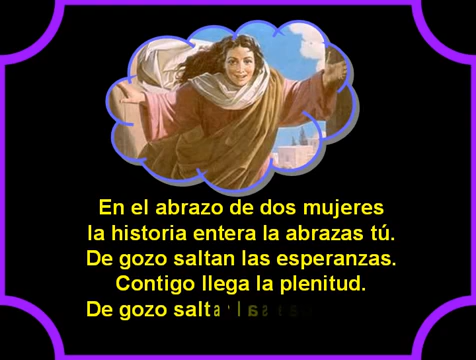 En el abrazo de dos mujeres
la historia entera la abrazas tú.
De gozo saltan las esperanzas.
Contigo llega la plenitud.
De gozo salta